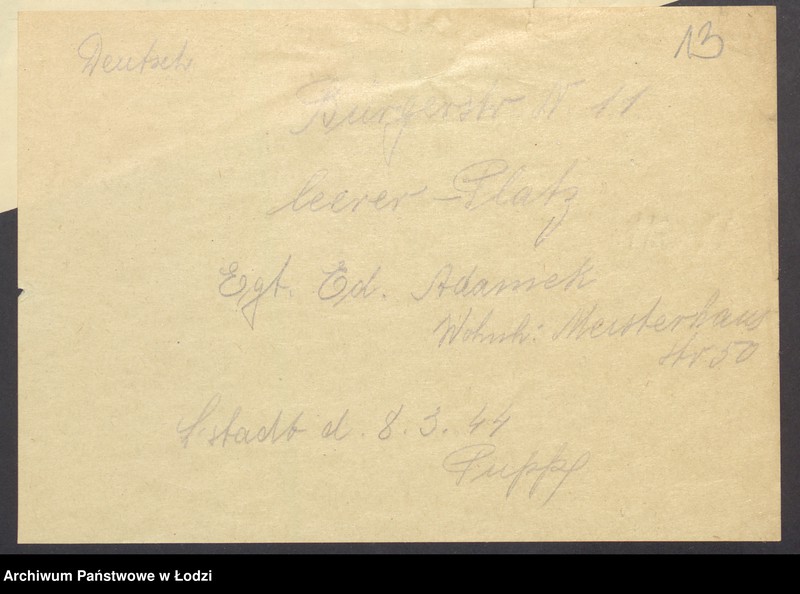 13
Deutsch
Burgerstr N 11
leerer-Platz
Egt. Ed. Adamiek
Wohnh: Meisterhaus
str 50
L. stadt d. 8. 3. 44
Archiwum Państwowe w Łodzi